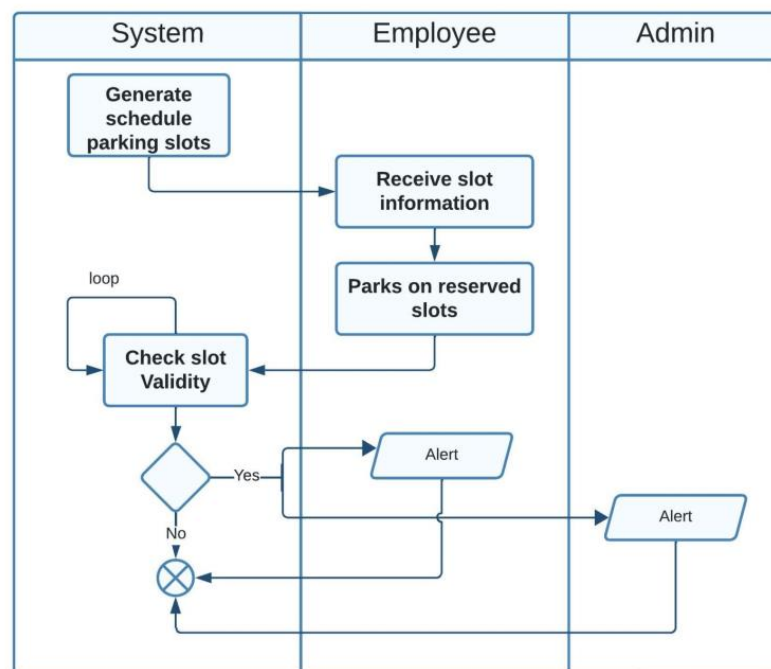 System
Employee
Admin
Generate
schedule
parking slots
Receive slot
information
Parks on reserved
slots
loop
Check slot
Validity
Yes
Alert
Alert
No